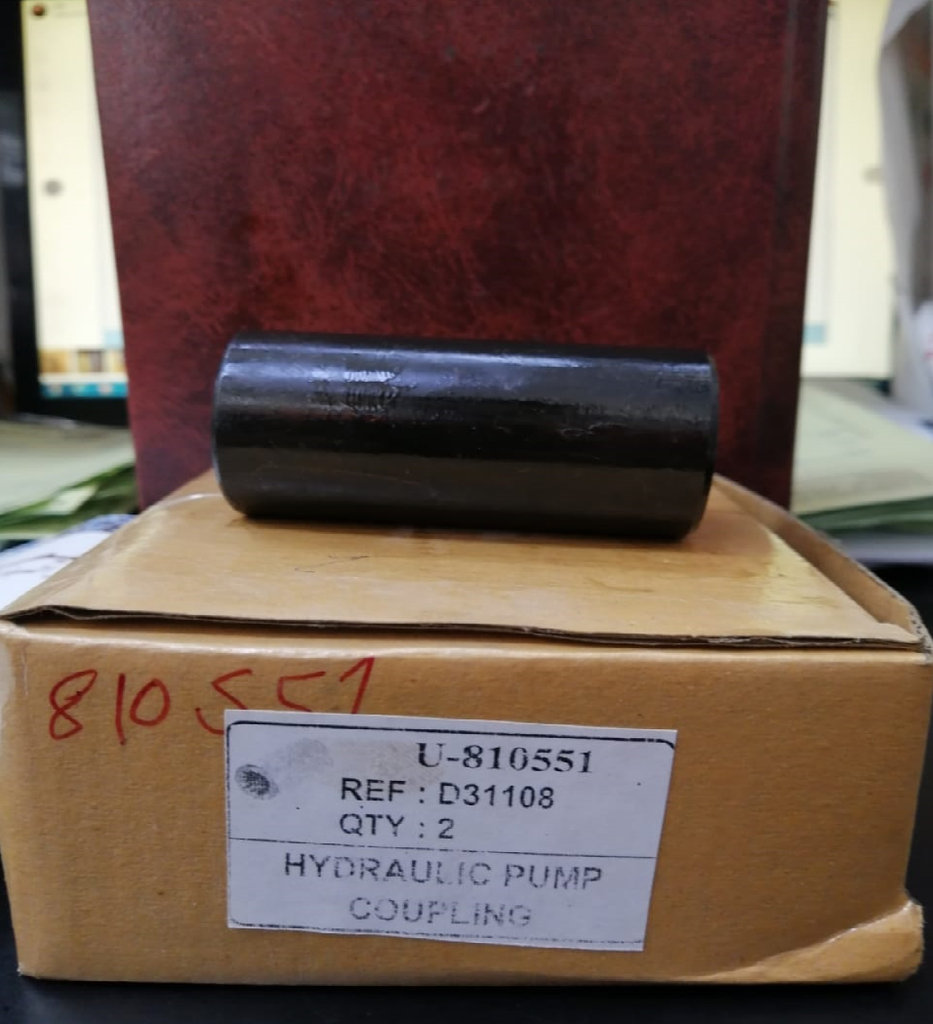 810551
U-810551
REF : D31108
QTY : 2
HYDRAULIC PUMP
COUPLING